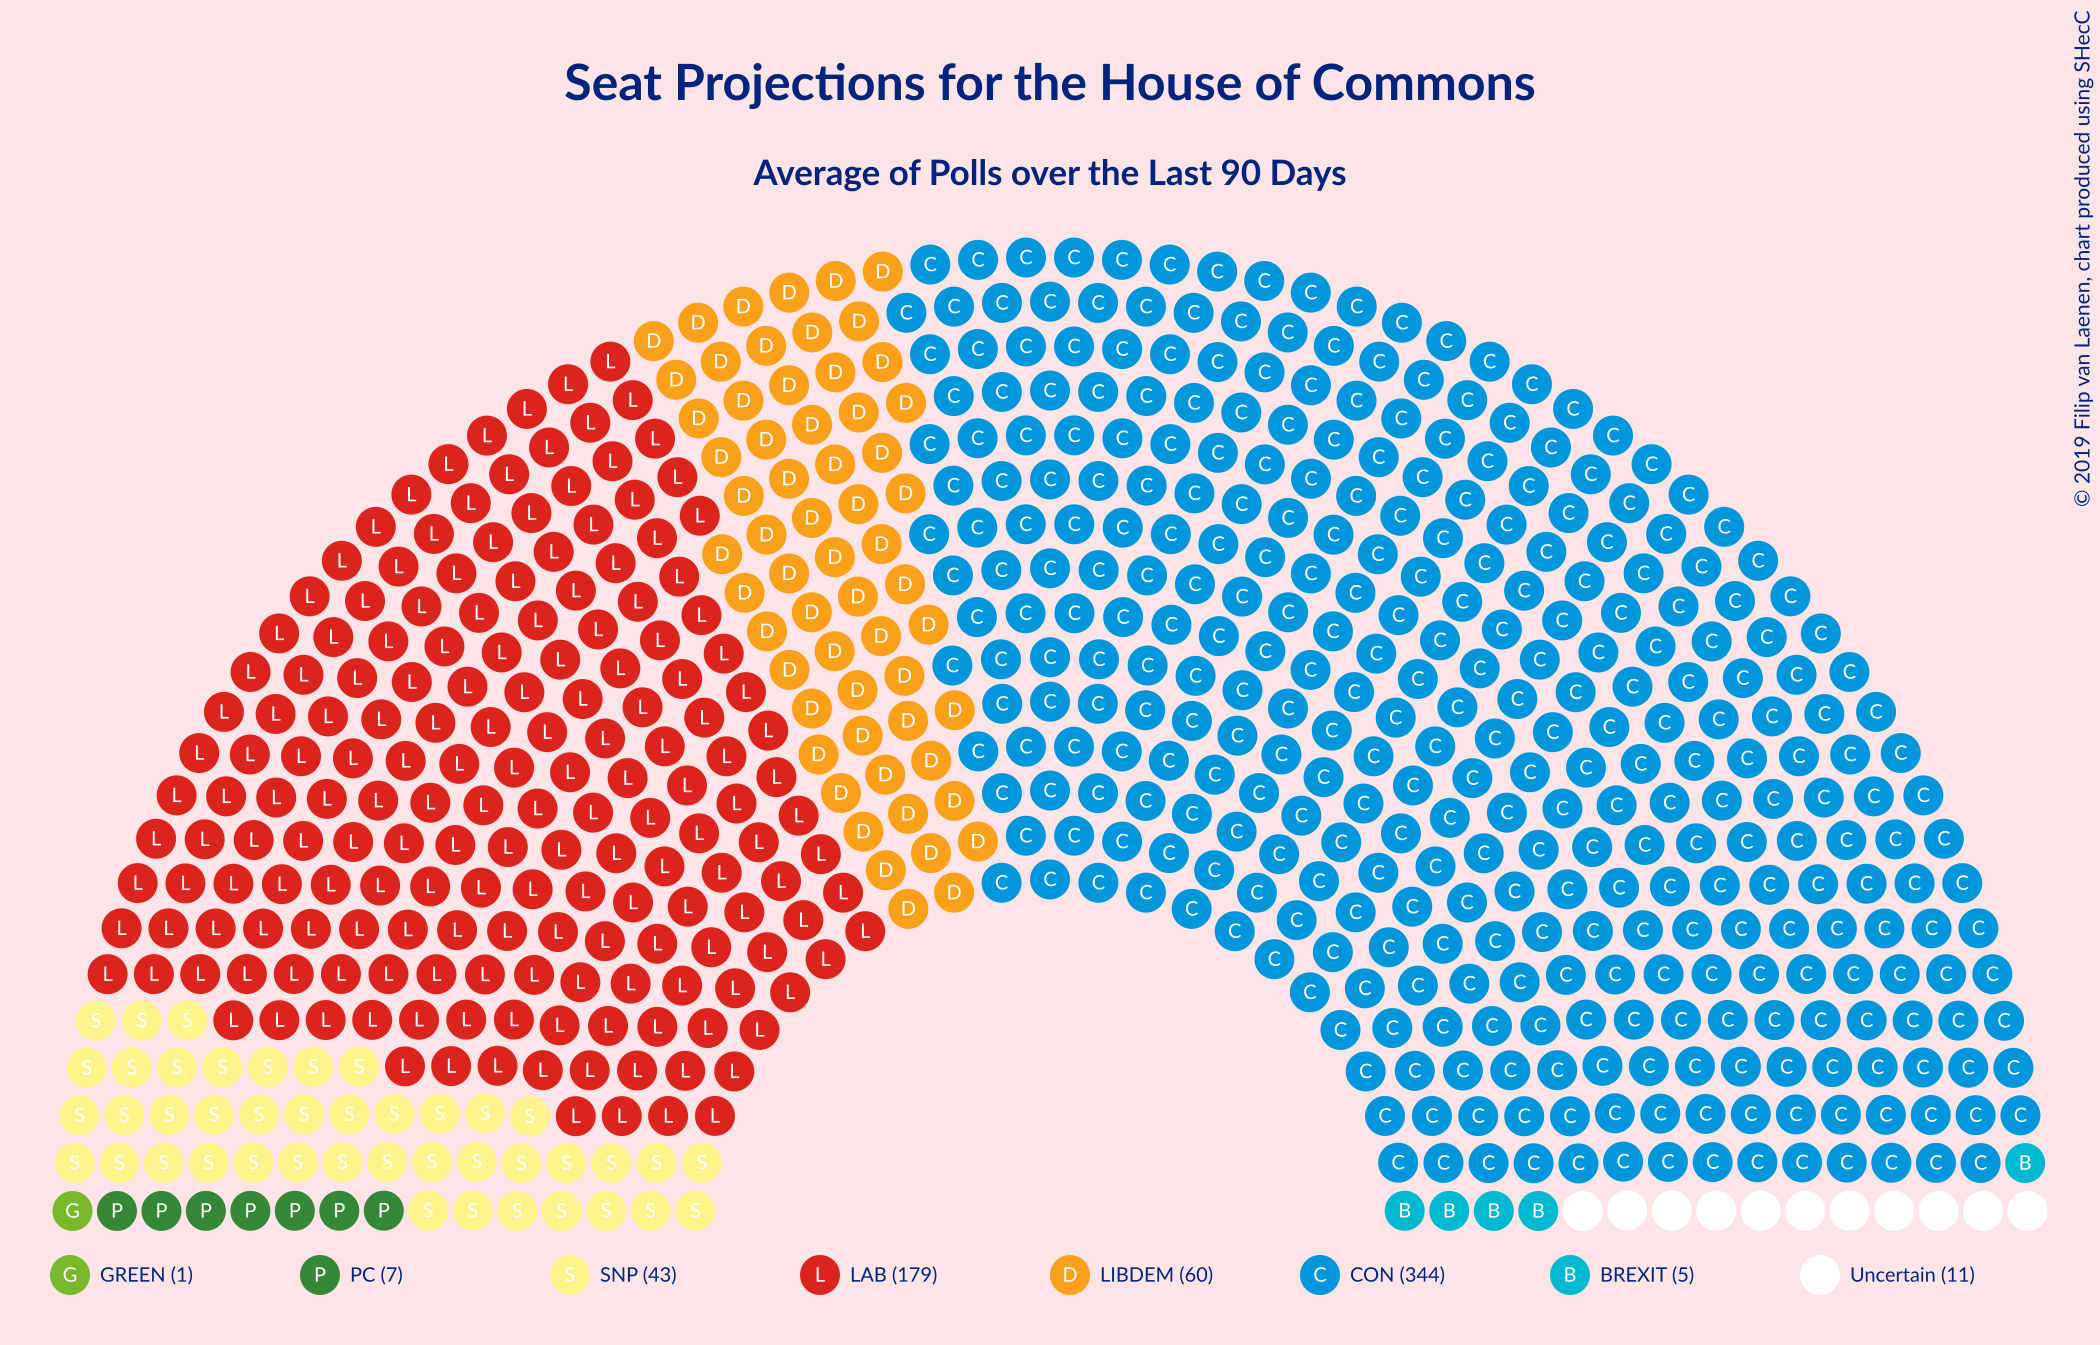 Seat Projections for the House of Commons
Average of Polls over the Last 90 Days
© 2019 Filip van Laenen, chart produced using SHecC
G GREEN (1)
P PC (7)
S SNP (43)
L LAB (179)
D LIBDEM (60)
C CON (344)
B BREXIT (5)
Uncertain (11)